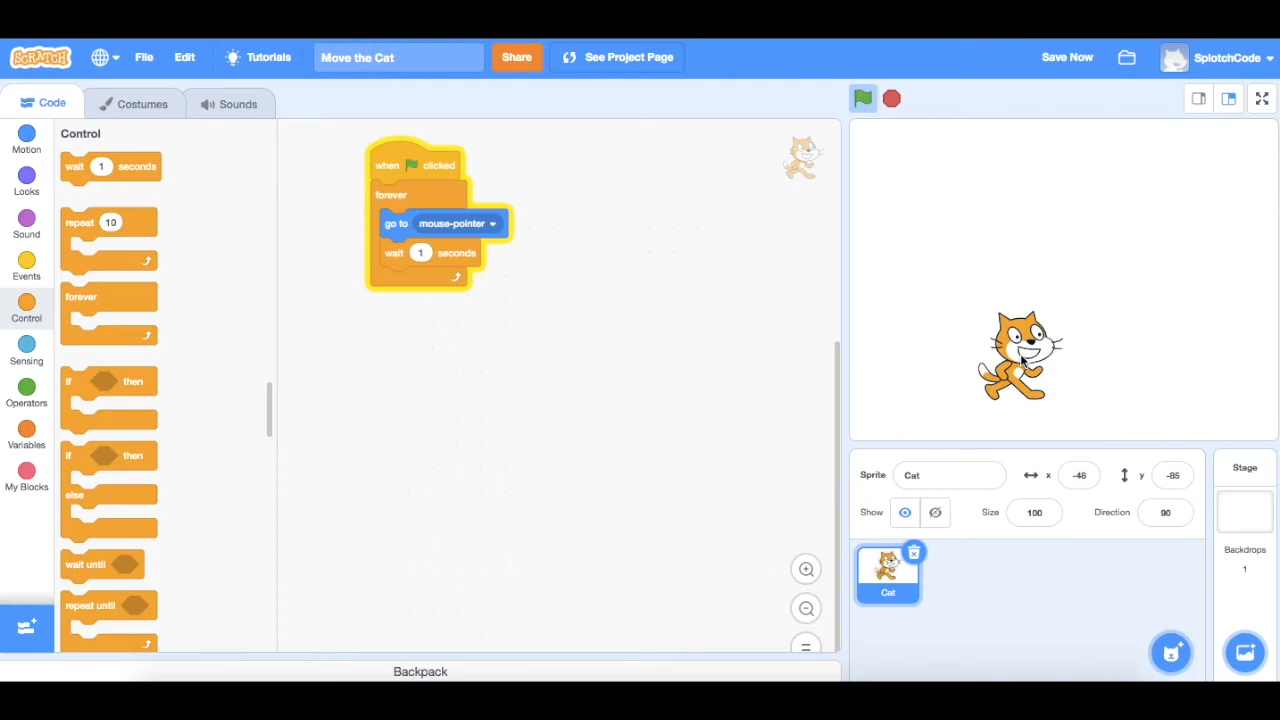 SCRATCH File Edit Tutorials Move the Cat Share See Project Page Save Now SplotchCode
Code Costumes Sounds
Motion
Looks
Sound
Events
Control
Sensing
Operators
Variables
My Blocks
Control
wait 1 seconds
repeat 10
forever
if then
if then
else
wait until
repeat until
when clicked
forever
go to mouse-pointer
wait 1 seconds
Sprite Cat x -48 y -85
Show Size 100 Direction 90
Cat
Stage
Backdrops
1
Backpack